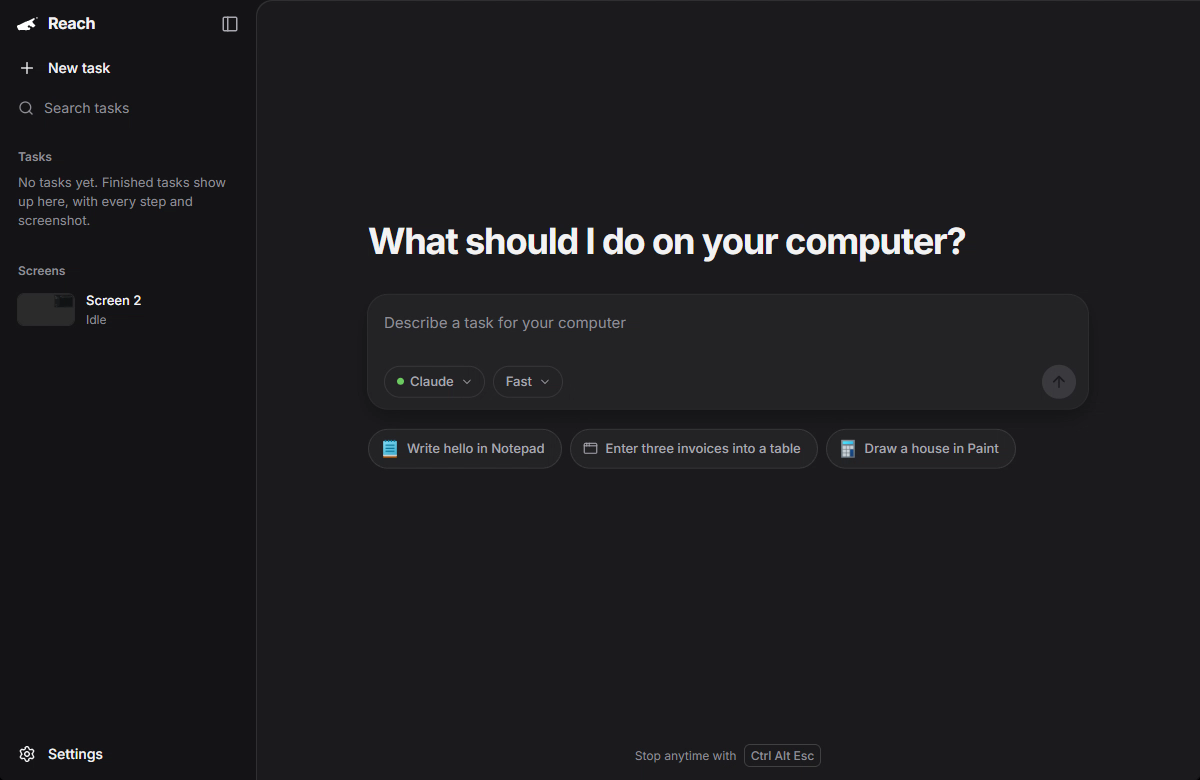 Reach
New task
Search tasks
Tasks
No tasks yet. Finished tasks show
up here, with every step and
screenshot.
Screens
Screen 2
Idle
Settings
What should I do on your computer?
Describe a task for your computer
Claude
Fast
Write hello in Notepad
Enter three invoices into a table
Draw a house in Paint
Stop anytime with Ctrl Alt Esc